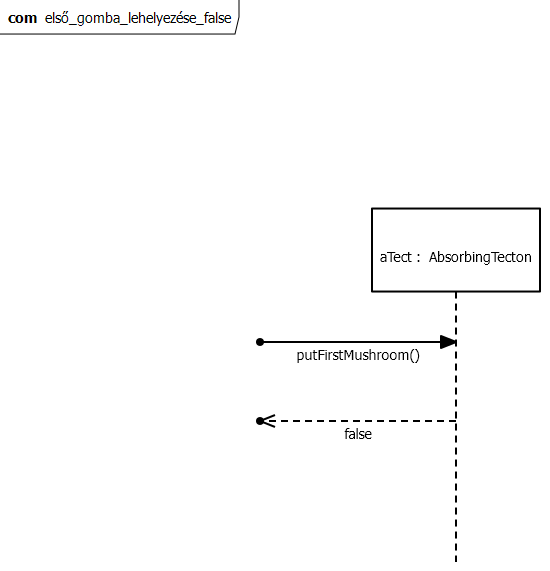 com első_gomba_lehelyezése_false
aTect : AbsorbingTecton
putFirstMushroom()
false